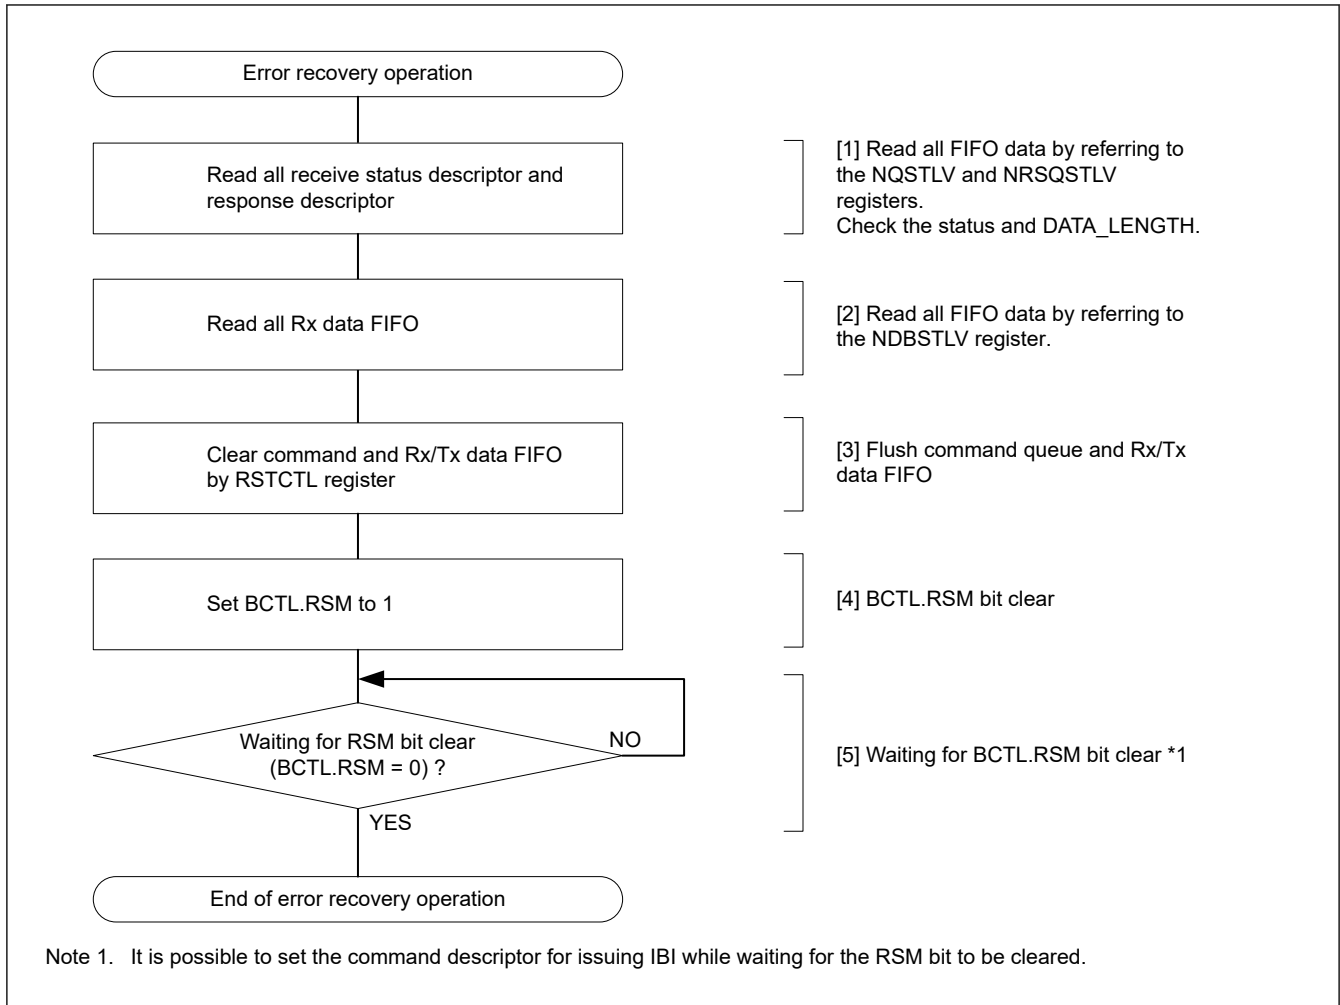 Error recovery operation
Read all receive status descriptor and
response descriptor
[1] Read all FIFO data by referring to
the NQSTLV and NRSQSTLV
registers.
Check the status and DATA_LENGTH.
Read all Rx data FIFO
[2] Read all FIFO data by referring to
the NDBSTLV register.
Clear command and Rx/Tx data FIFO
by RSTCTL register
[3] Flush command queue and Rx/Tx
data FIFO
Set BCTL.RSM to 1
[4] BCTL.RSM bit clear
Waiting for RSM bit clear
(BCTL.RSM = 0) ?
NO
[5] Waiting for BCTL.RSM bit clear *1
YES
End of error recovery operation
Note 1. It is possible to set the command descriptor for issuing IBI while waiting for the RSM bit to be cleared.